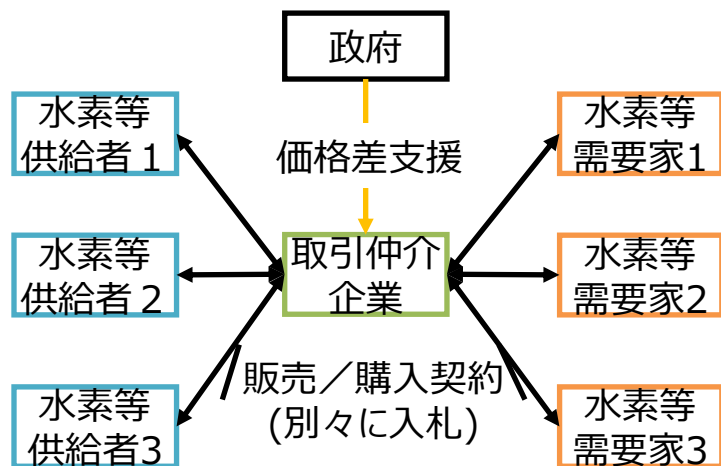 政府
水素等
供給者1
価格差支援
水素等
需要家1
水素等
供給者2
取引仲介
企業
水素等
需要家2
水素等
供給者3
販売／購入契約
(別々に入札)
水素等
需要家3